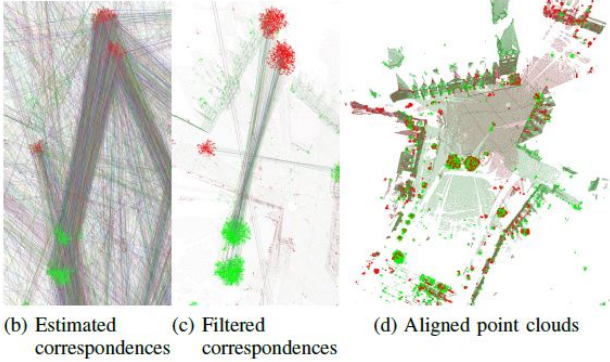 (b) Estimated
correspondences
(c) Filtered
correspondences
(d) Aligned point clouds